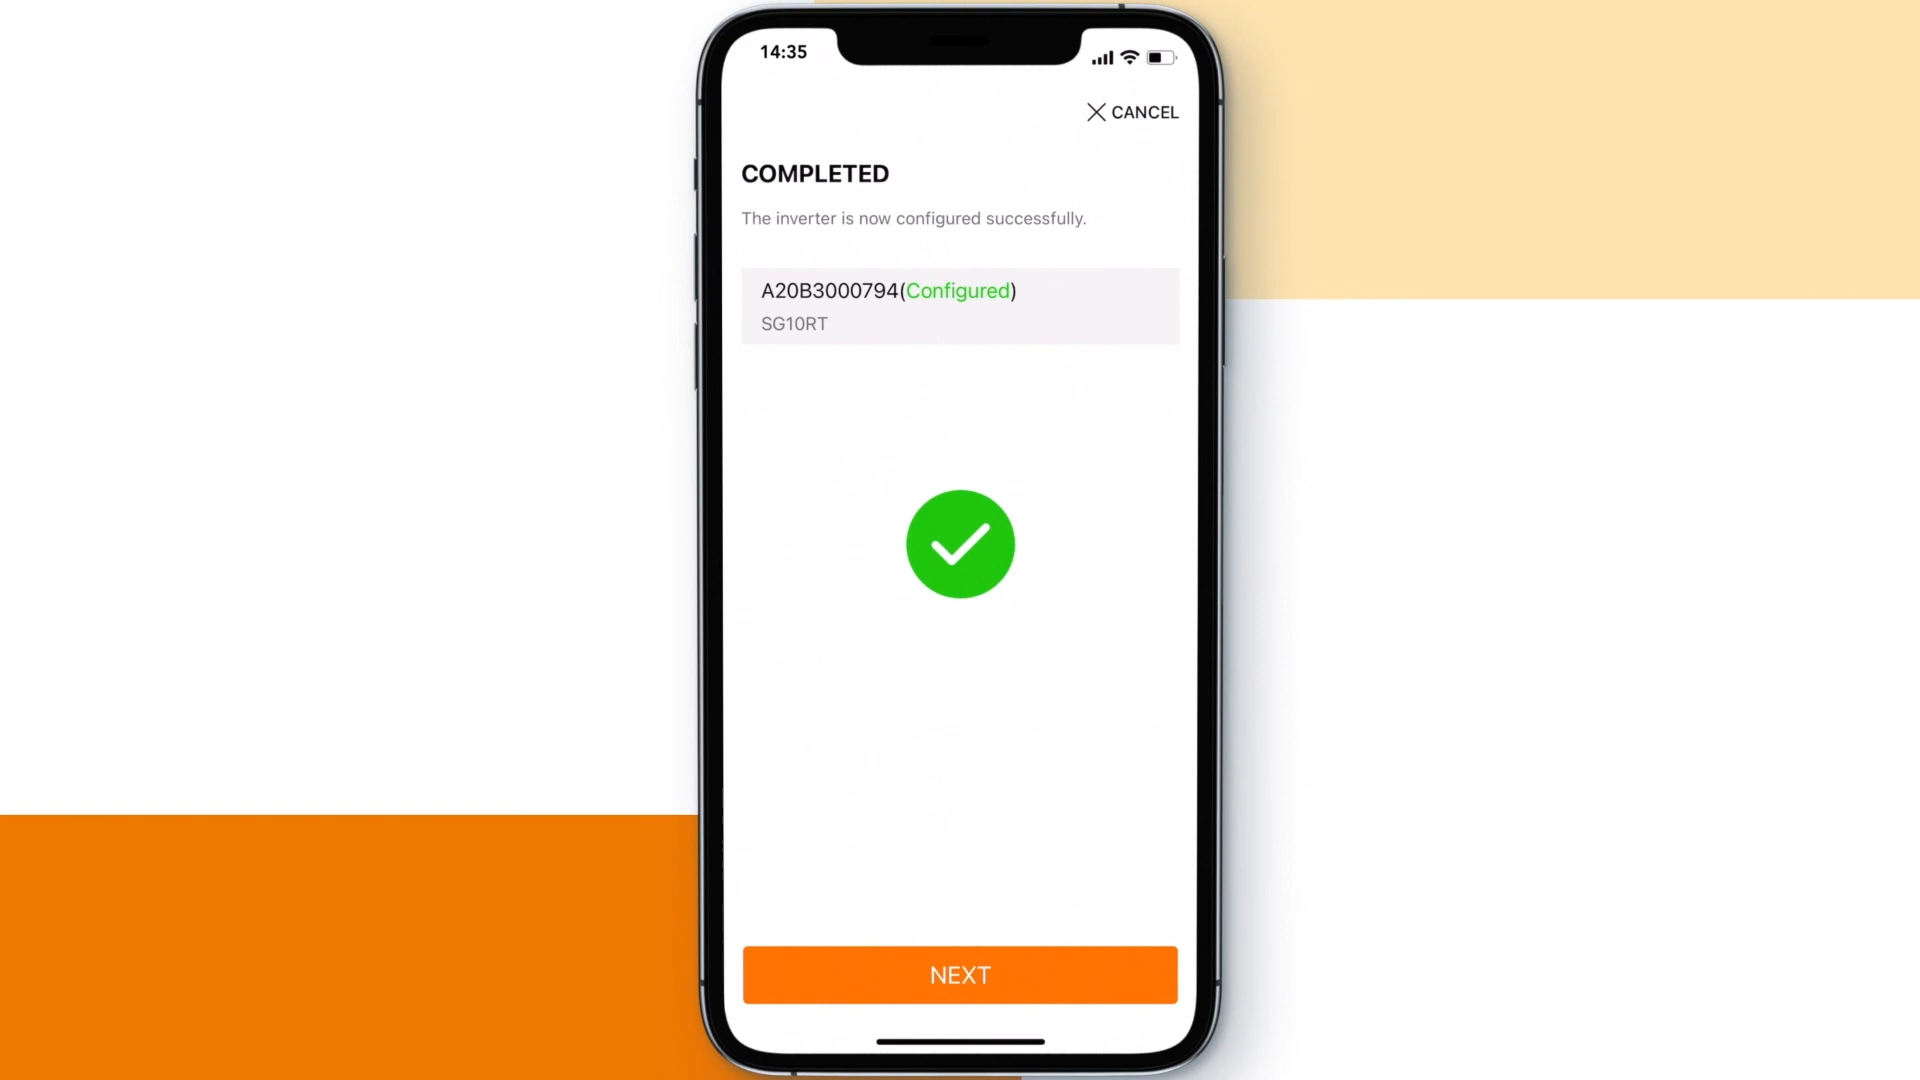 14:35
CANCEL
COMPLETED
The inverter is now configured successfully.
A20B3000794(Configured)
SG10RT
NEXT